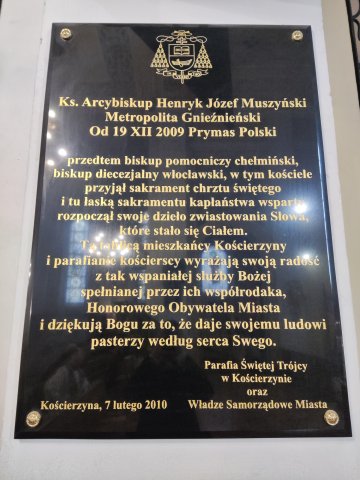 Ks. Arcybiskup Henryk Józef Muszyński
Metropolita Gnieźnieński
Od 19 XII 2009 Prymas Polski
przedtem biskup pomocniczy chełmiński,
biskup diecezjalny włocławski, w tym kościele
przyjął sakrament chrztu świętego
i tu łaską sakramentu kapłaństwa wsparty
rozpoczął swoje dzieło zwiastowania Słowa,
które stało się Ciałem.
Tą tablicą mieszkańcy Kościerzyny
i parafianie kościerscy wyrażają swoją radość
z tak wspaniałej służby Bożej
spełnianej przez ich współrodaka,
Honorowego Obywatela Miasta
i dziękują Bogu za to, że daje swojemu ludowi
pasterzy według serca Swego.
Parafia Świętej Trójcy
w Kościerzynie
oraz
Kościerzyna, 7 lutego 2010 Władze Samorządowe Miasta